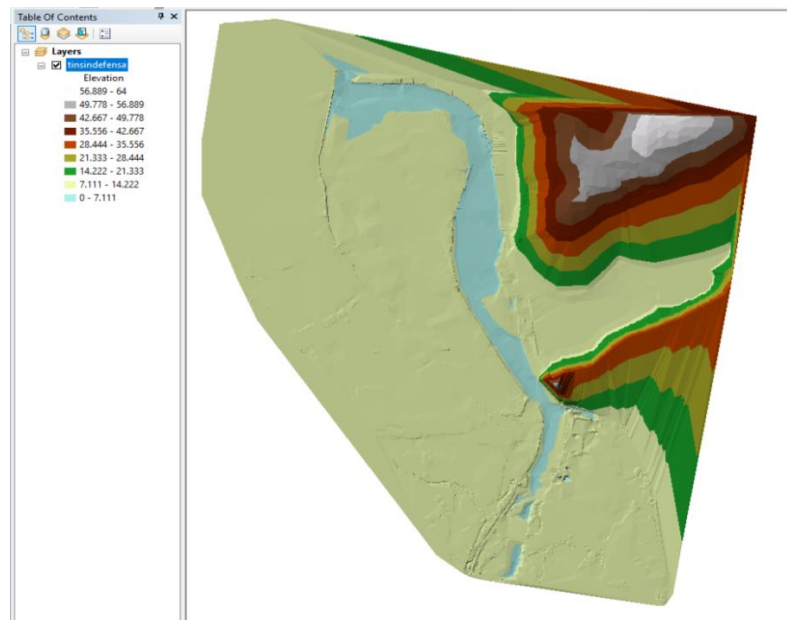 Table Of Contents
Layers
tinsindefensa
Elevation
56.889 - 64
49.778 - 56.889
42.667 - 49.778
35.556 - 42.667
28.444 - 35.556
21.333 - 28.444
14.222 - 21.333
7.111 - 14.222
0 - 7.111